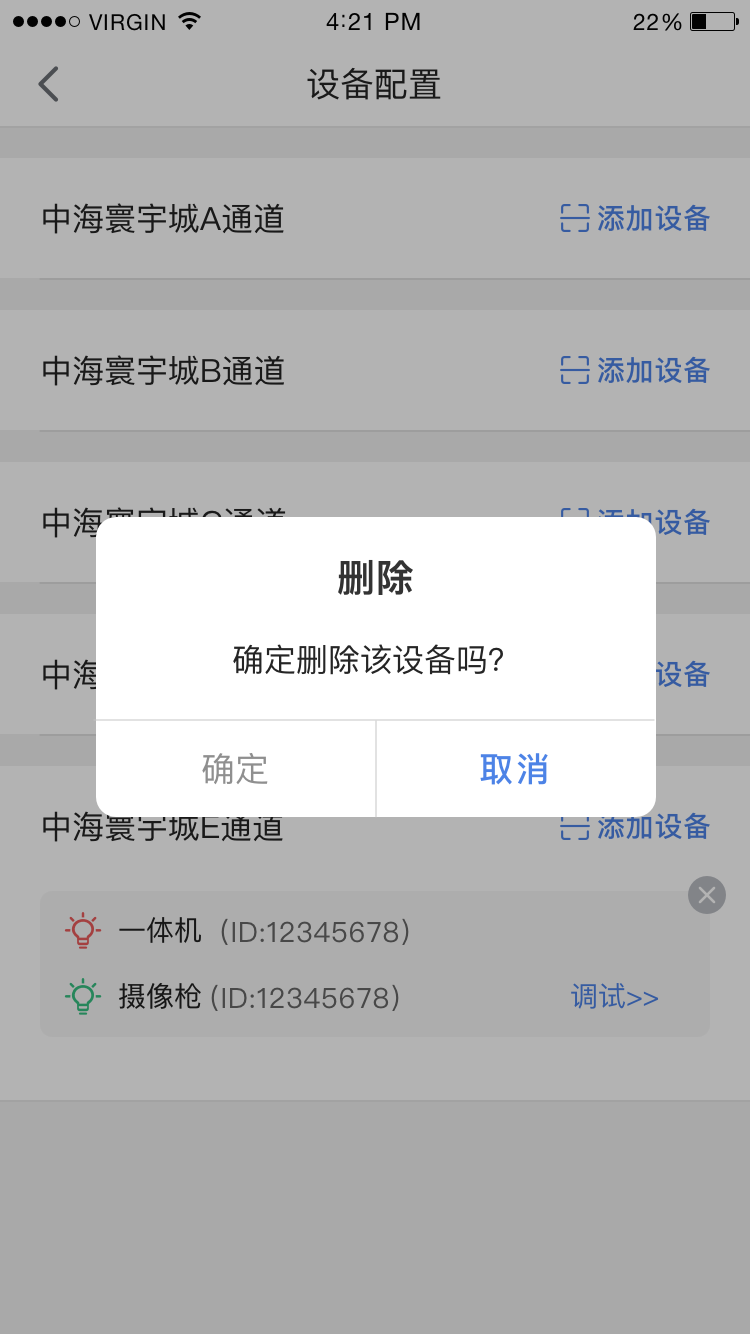 VIRGIN 4:21 PM 22%
设备配置
中海寰宇城A通道 添加设备
中海寰宇城B通道 添加设备
中海寰宇城C通道 添加设备
删除
确定删除该设备吗?
中海 设备
确定 取消
中海寰宇城E通道 添加设备
一体机 (ID:12345678)
摄像枪 (ID:12345678) 调试>>